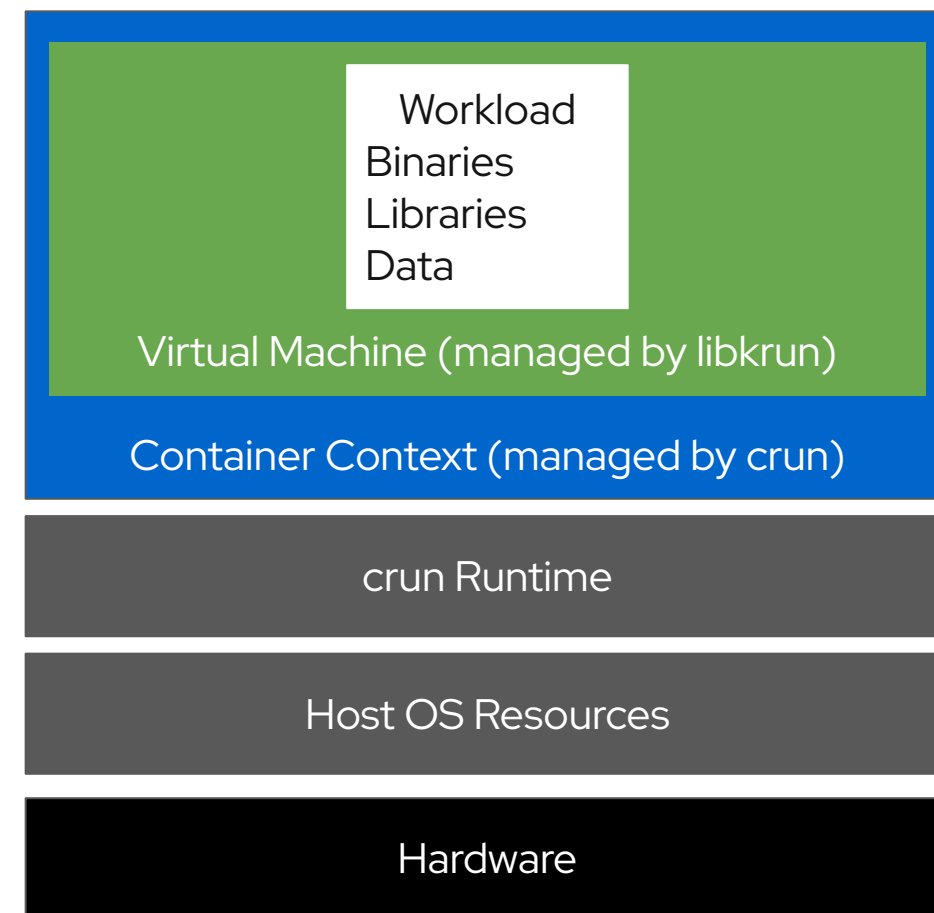 Workload
Binaries
Libraries
Data
Virtual Machine (managed by libkrun)
Container Context (managed by crun)
crun Runtime
Host OS Resources
Hardware